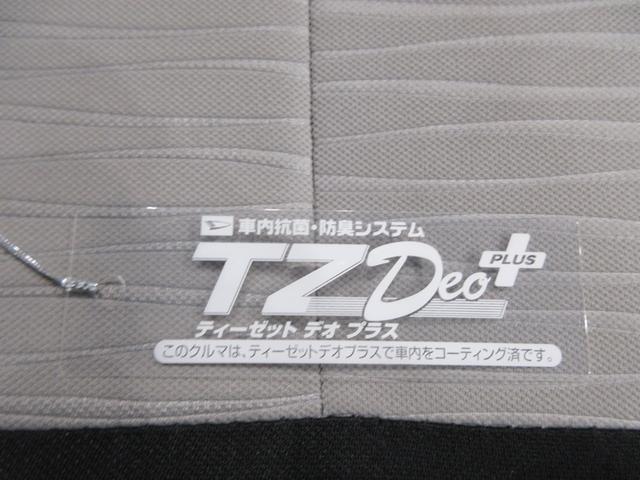 車内抗菌・防臭システム
TZ Deo PLUS
ティーゼット デオ プラス
このクルマは、ティーゼットデオプラスで車内をコーティング済です。